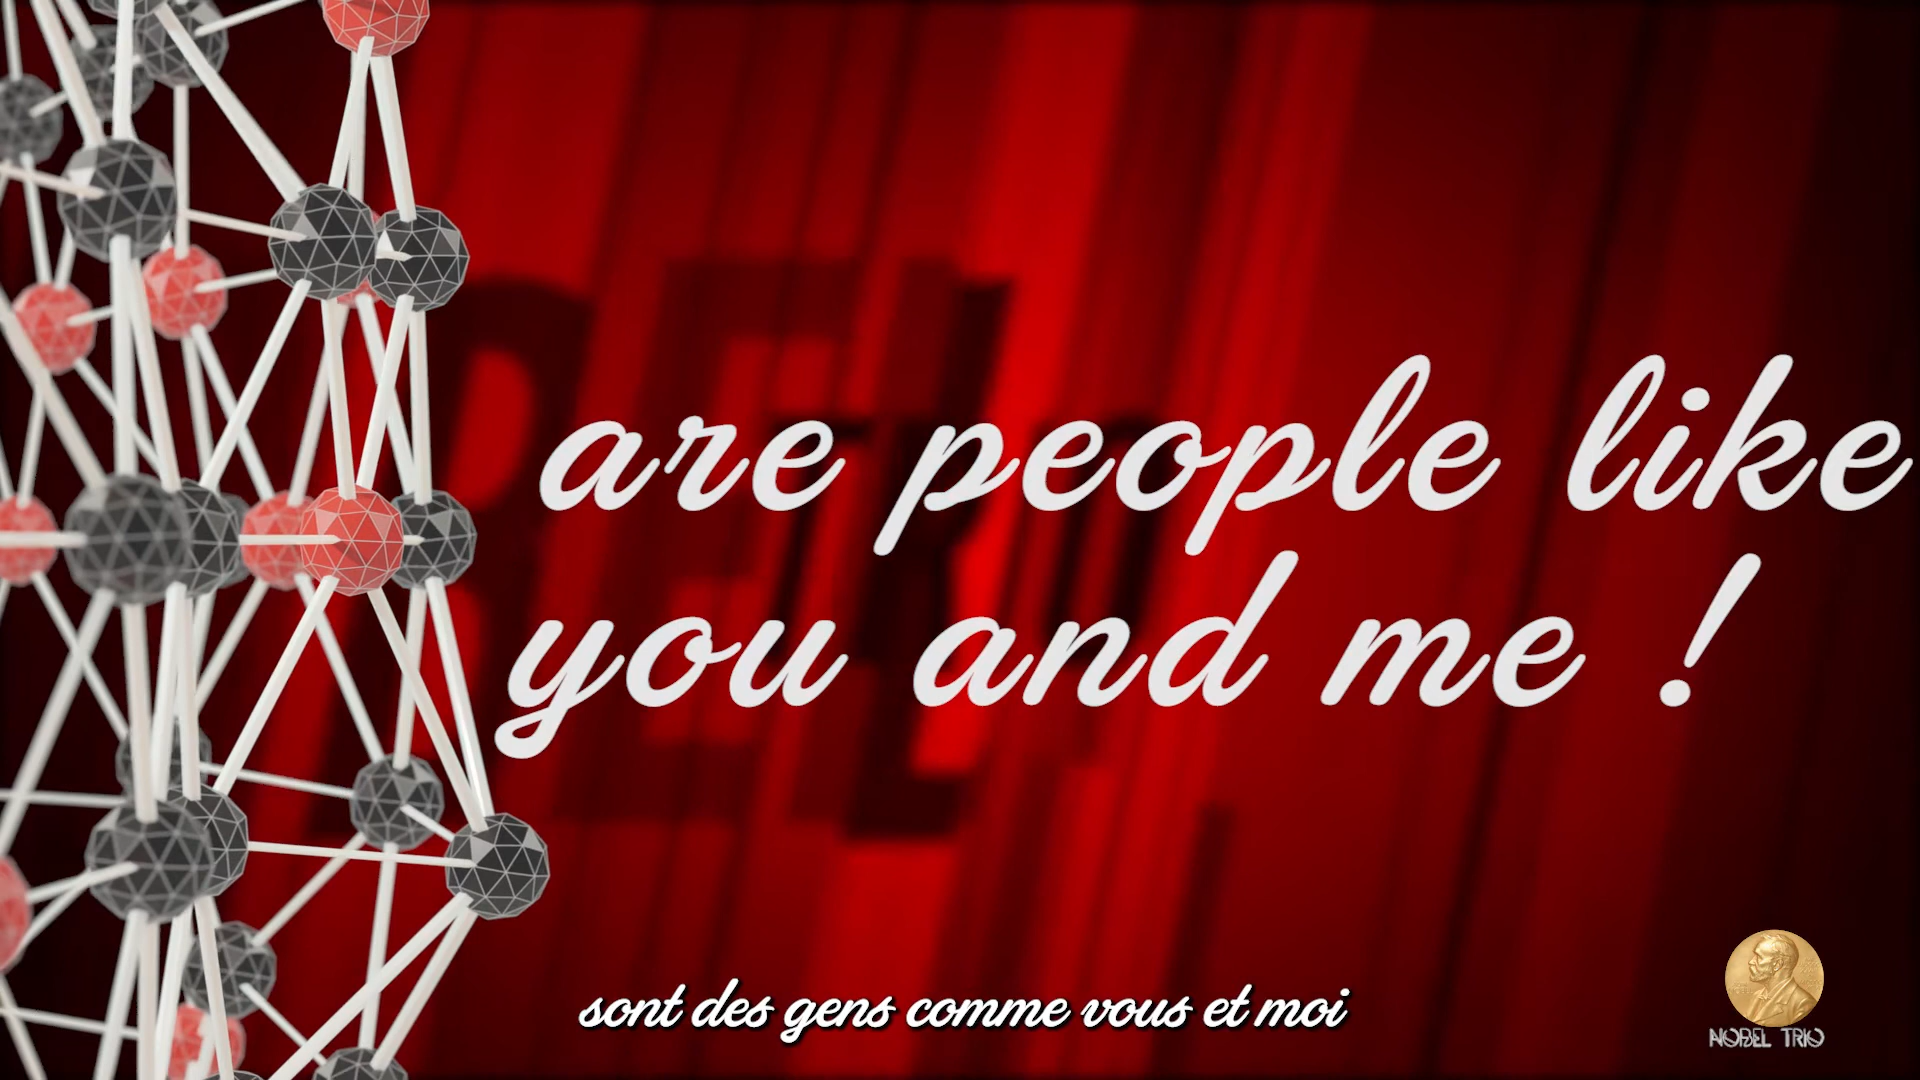 are people like
you and me !
sont des gens comme vous et moi
NOBEL TRIO